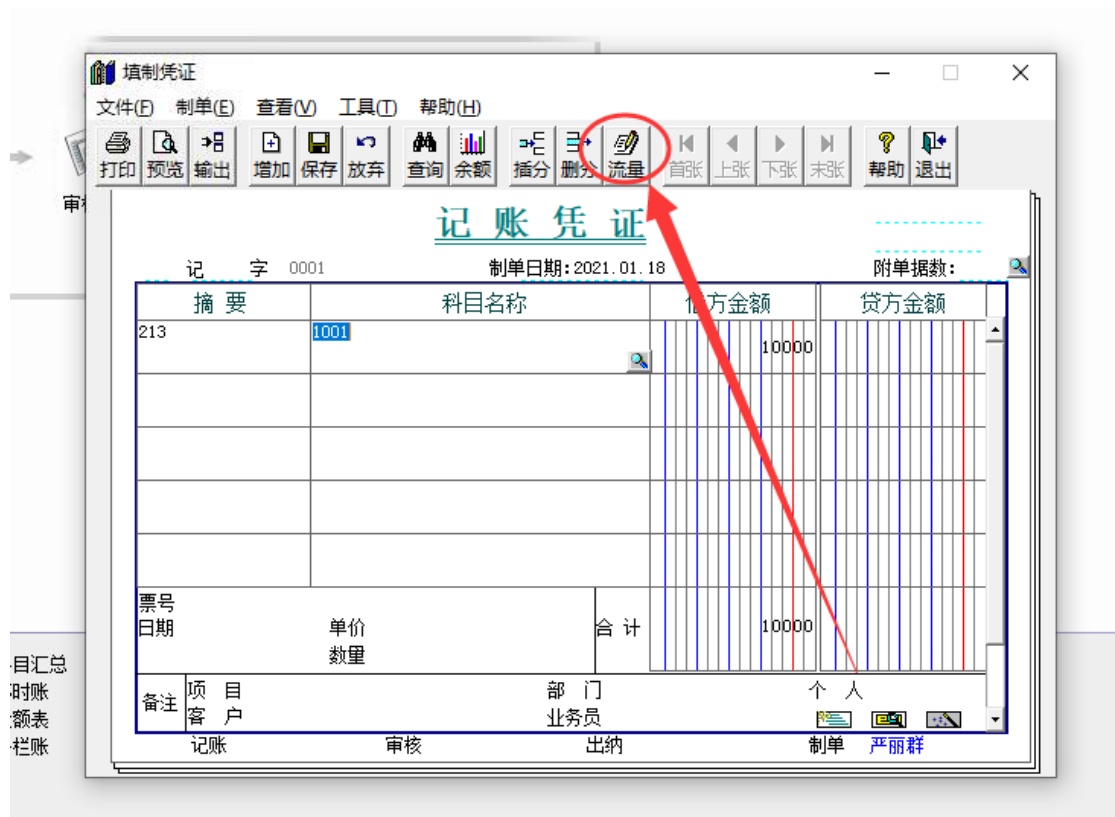 填制凭证
文件(F) 制单(E) 查看(V) 工具(T) 帮助(H)
打印 预览 输出 增加 保存 放弃 查询 余额 插分 删分 流量 首张 上张 下张 末张 帮助 退出
审
记 账 凭 证
记 字 0001 制单日期:2021.01.18 附单据数:
摘 要 科目名称 借方金额 贷方金额
213 1001 10000
票号
日期 单价 合 计 10000
数量
目汇总
时账
额表
栏账
备注 项 目 部 门 个 人
客 户 业务员
记账 审核 出纳 制单 严丽群